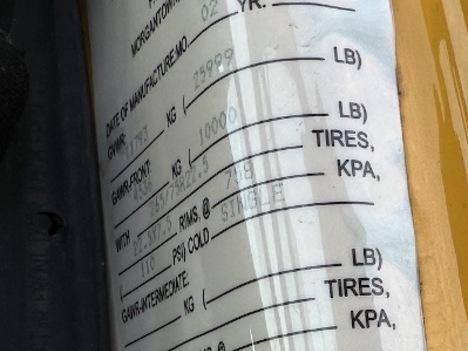 MORGANTOWN,
DATE OF MANUFACTURE: MO. 02 YR.
GVWR: 11793 KG ( 25999 LB)
GAWR-FRONT: 4536 KG ( 10000 LB)
WITH 265/75R22.5 TIRES,
22.5X7.5 RIMS, @ 758 KPA,
( 110 PSI) COLD SINGLE
GAWR-INTERMEDIATE: KG ( LB)
TIRES,
KPA,